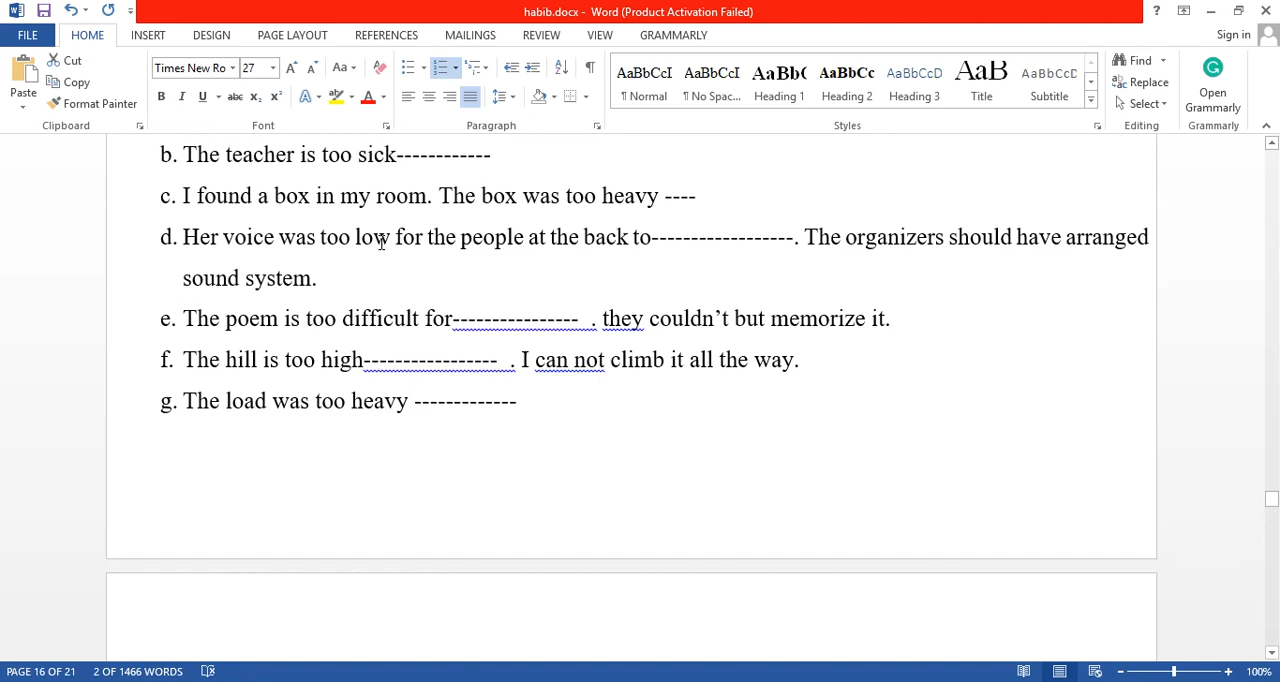 habib.docx - Word (Product Activation Failed)
FILE HOME INSERT DESIGN PAGE LAYOUT REFERENCES MAILINGS REVIEW VIEW GRAMMARLY Sign in
Paste Cut Copy Format Painter Clipboard
Times New Ro 27 Aa Font
Paragraph
AaBbCcI AaBbCcI AaBb( AaBbCc AaBbCcD AaB AaBbCcD
¶ Normal ¶ No Spac... Heading 1 Heading 2 Heading 3 Title Subtitle
Styles
Find Replace Select Editing
Open Grammarly Grammarly
b. The teacher is too sick------------
c. I found a box in my room. The box was too heavy ----
d. Her voice was too low for the people at the back to------------------. The organizers should have arranged
sound system.
e. The poem is too difficult for---------------- . they couldn’t but memorize it.
f. The hill is too high----------------- . I can not climb it all the way.
g. The load was too heavy -------------
PAGE 16 OF 21 2 OF 1466 WORDS 100%